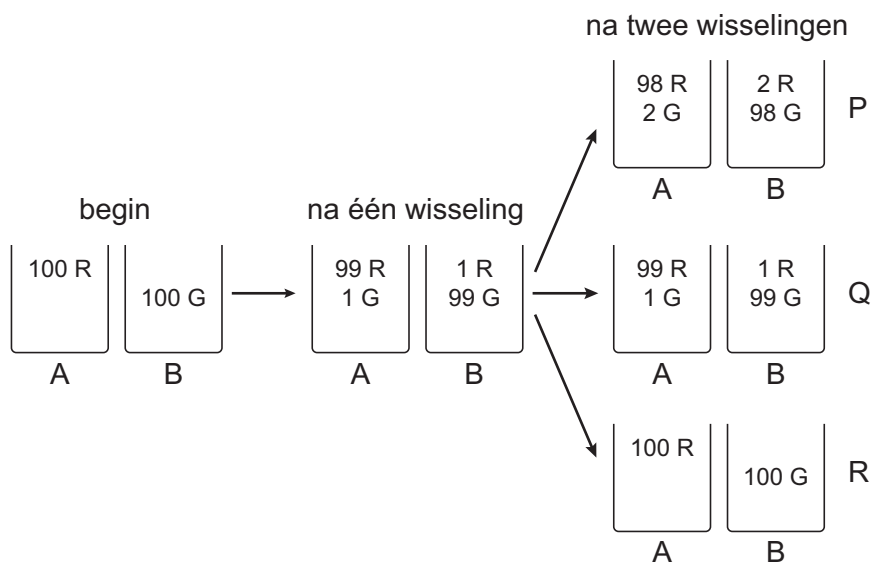 na twee wisselingen
98 R
2 G
2 R
98 G
P
A
B
begin
na één wisseling
100 R
100 G
A
B
99 R
1 G
1 R
99 G
A
B
99 R
1 G
1 R
99 G
Q
A
B
100 R
100 G
R
A
B